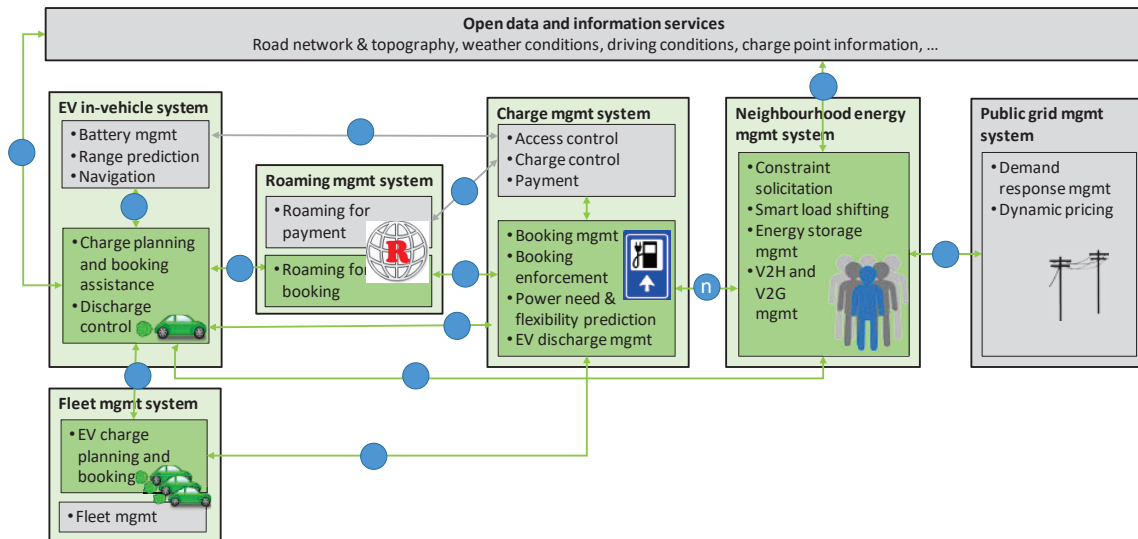 Open data and information services
Road network & topography, weather conditions, driving conditions, charge point information, ...
EV in-vehicle system
• Battery mgmt
• Range prediction
• Navigation
• Charge planning
and booking
assistance
• Discharge
control
Roaming mgmt system
• Roaming for
payment
R
• Roaming for
booking
Charge mgmt system
• Access control
• Charge control
• Payment
• Booking mgmt
• Booking
enforcement
• Power need &
flexibility prediction
• EV discharge mgmt
n
Neighbourhood energy
mgmt system
• Constraint
solicitation
• Smart load shifting
• Energy storage
mgmt
• V2H and
V2G
mgmt
Public grid mgmt
system
• Demand
response mgmt
• Dynamic pricing
Fleet mgmt system
• EV charge
planning and
booking
• Fleet mgmt